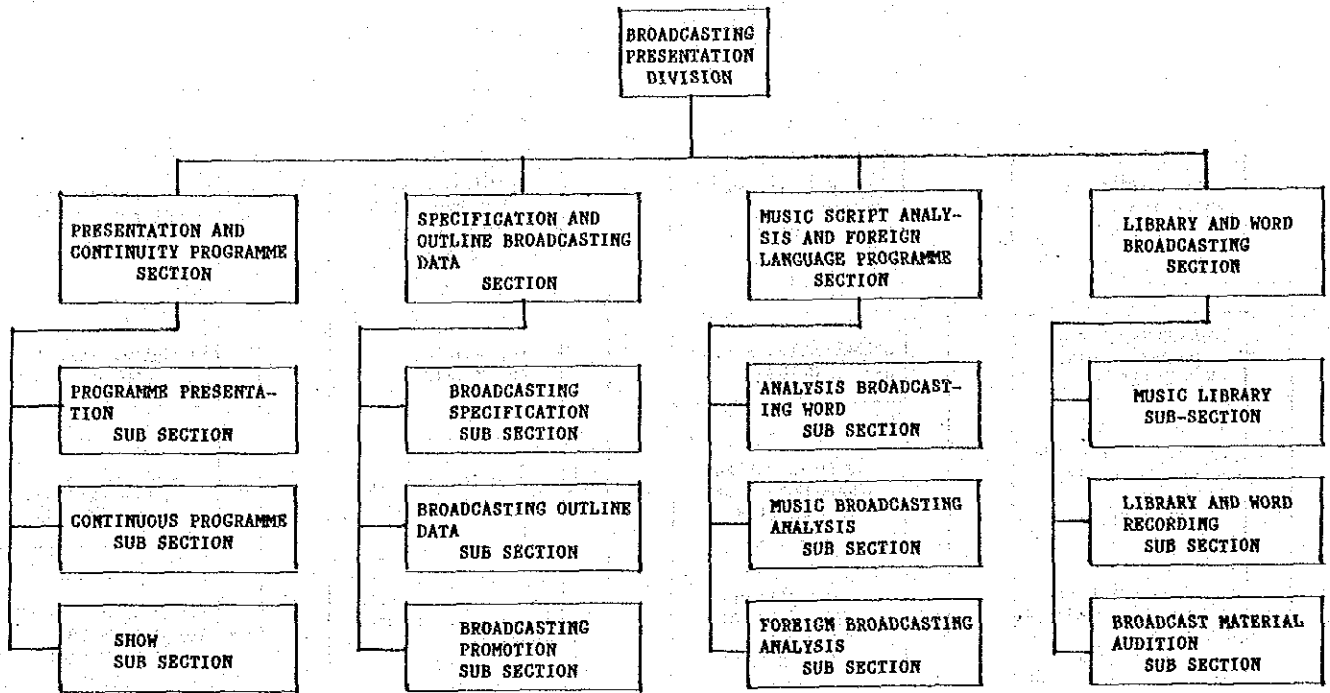 BROADCASTING
PRESENTATION
DIVISION
PRESENTATION AND
CONTINUITY PROGRAMME
SECTION
SPECIFICATION AND
OUTLINE BROADCASTING
DATA
SECTION
MUSIC SCRIPT ANALY-
SIS AND FOREIGN
LANGUAGE PROGRAMME
SECTION
LIBRARY AND WORD
BROADCASTING
SECTION
PROGRAMME PRESENTA-
TION
SUB SECTION
BROADCASTING
SPECIFICATION
SUB SECTION
ANALYSIS BROADCAST-
ING WORD
SUB SECTION
MUSIC LIBRARY
SUB-SECTION
CONTINUOUS PROGRAMME
SUB SECTION
BROADCASTING OUTLINE
DATA
SUB SECTION
MUSIC BROADCASTING
ANALYSIS
SUB SECTION
LIBRARY AND WORD
RECORDING
SUB SECTION
SHOW
SUB SECTION
BROADCASTING
PROMOTION
SUB SECTION
FOREIGN BROADCASTING
ANALYSIS
SUB SECTION
BROADCAST MATERIAL
AUDITION
SUB SECTION